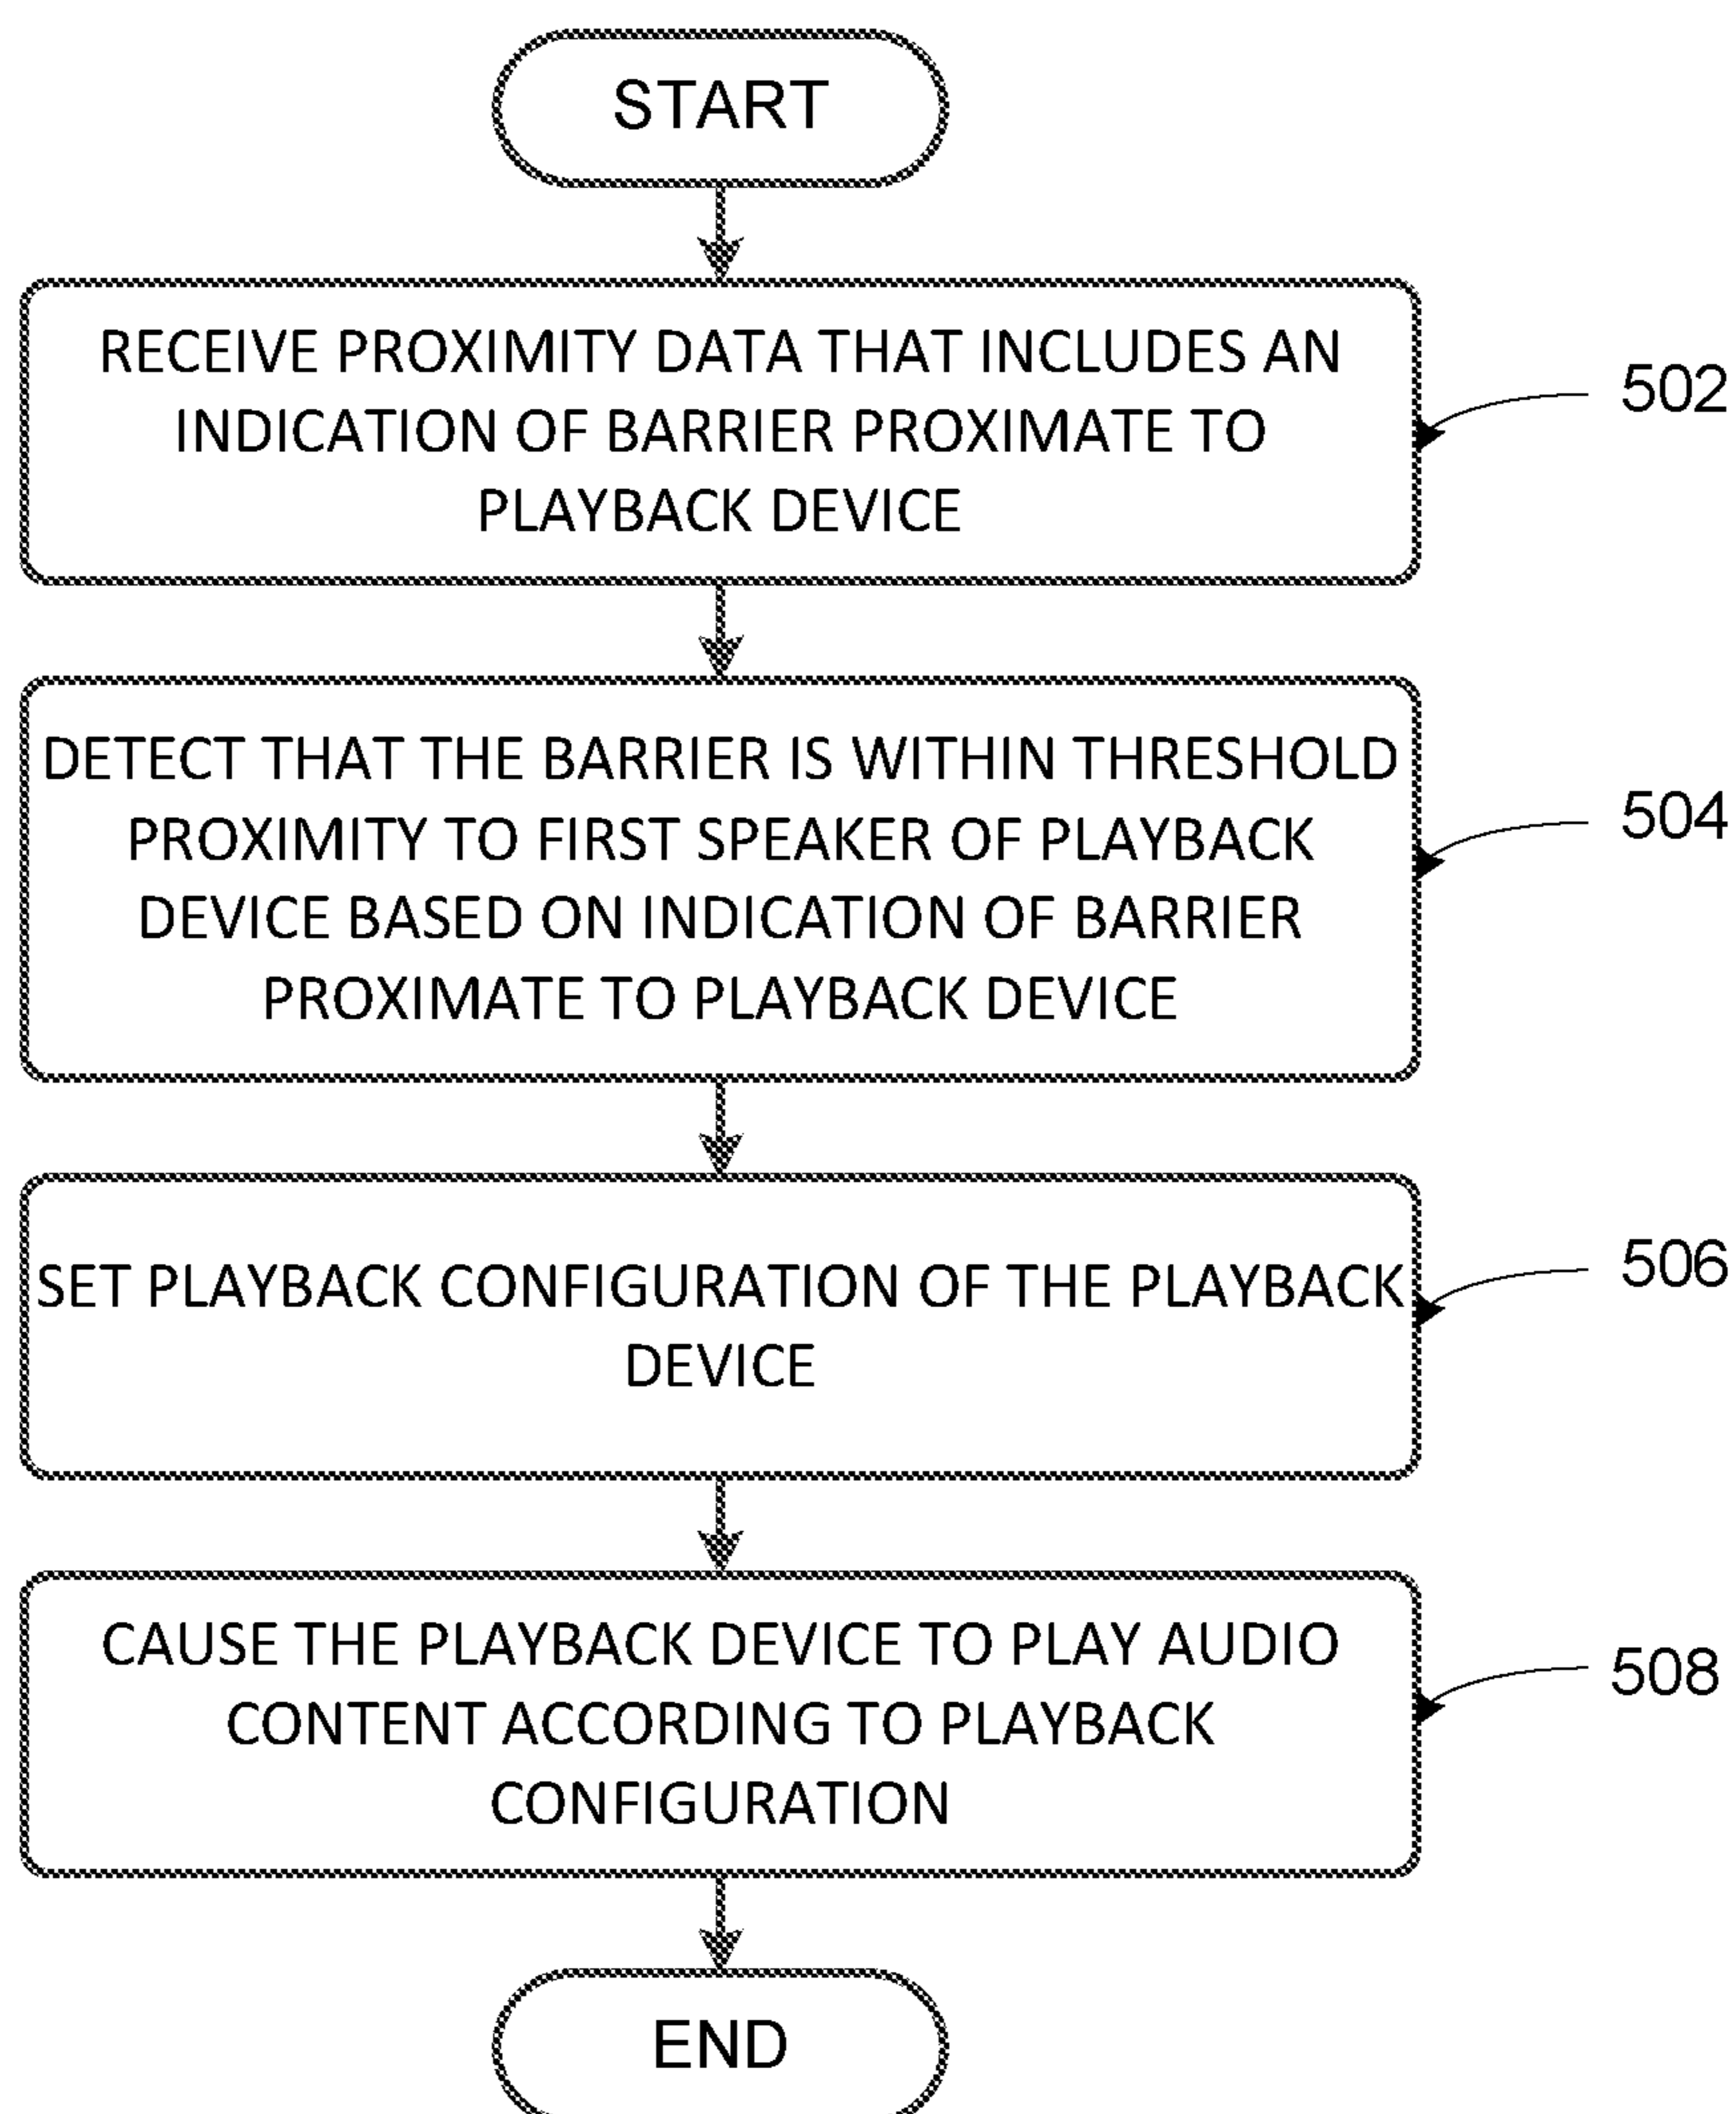 START
RECEIVE PROXIMITY DATA THAT INCLUDES AN
INDICATION OF BARRIER PROXIMATE TO
PLAYBACK DEVICE
502
DETECT THAT THE BARRIER IS WITHIN THRESHOLD
PROXIMITY TO FIRST SPEAKER OF PLAYBACK
DEVICE BASED ON INDICATION OF BARRIER
PROXIMATE TO PLAYBACK DEVICE
504
SET PLAYBACK CONFIGURATION OF THE PLAYBACK
DEVICE
506
CAUSE THE PLAYBACK DEVICE TO PLAY AUDIO
CONTENT ACCORDING TO PLAYBACK
CONFIGURATION
508
END